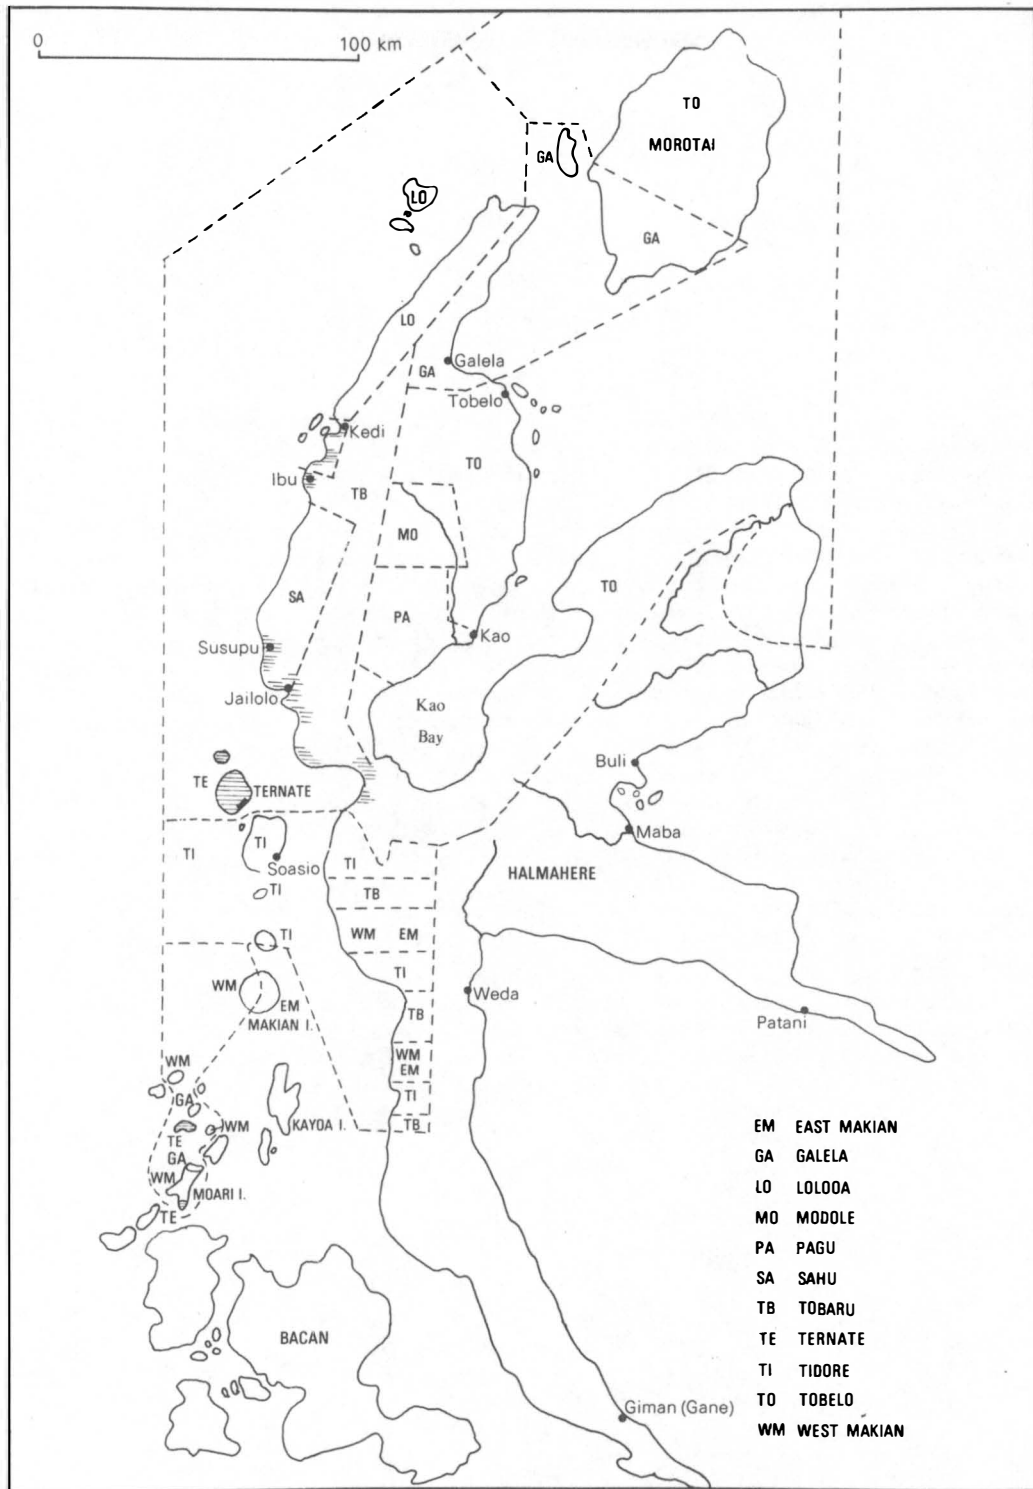 0 100 km
TO
MOROTAI
GA
LO
GA
LO
GA
Galela
Tobelo
Kedi
TO
Ibu
TB
MO
TO
SA
PA
Susupu
Kao
Jailolo
Kao
Bay
Buli
TE
TERNATE
Maba
TI
TI
TI
Soasio
HALMAHERE
TI
TB
TI
WM EM
TI
WM
EM
MAKIAN I.
Weda
TB
Patani
WM
WM
EM
GA
TI
KAYOA I.
WM
TB
TE
GA
WM
MOARI I.
TE
BACAN
Giman (Gane)
EM EAST MAKIAN
GA GALELA
LO LOLODA
MO MODOLE
PA PAGU
SA SAHU
TB TOBARU
TE TERNATE
TI TIDORE
TO TOBELO
WM WEST MAKIAN